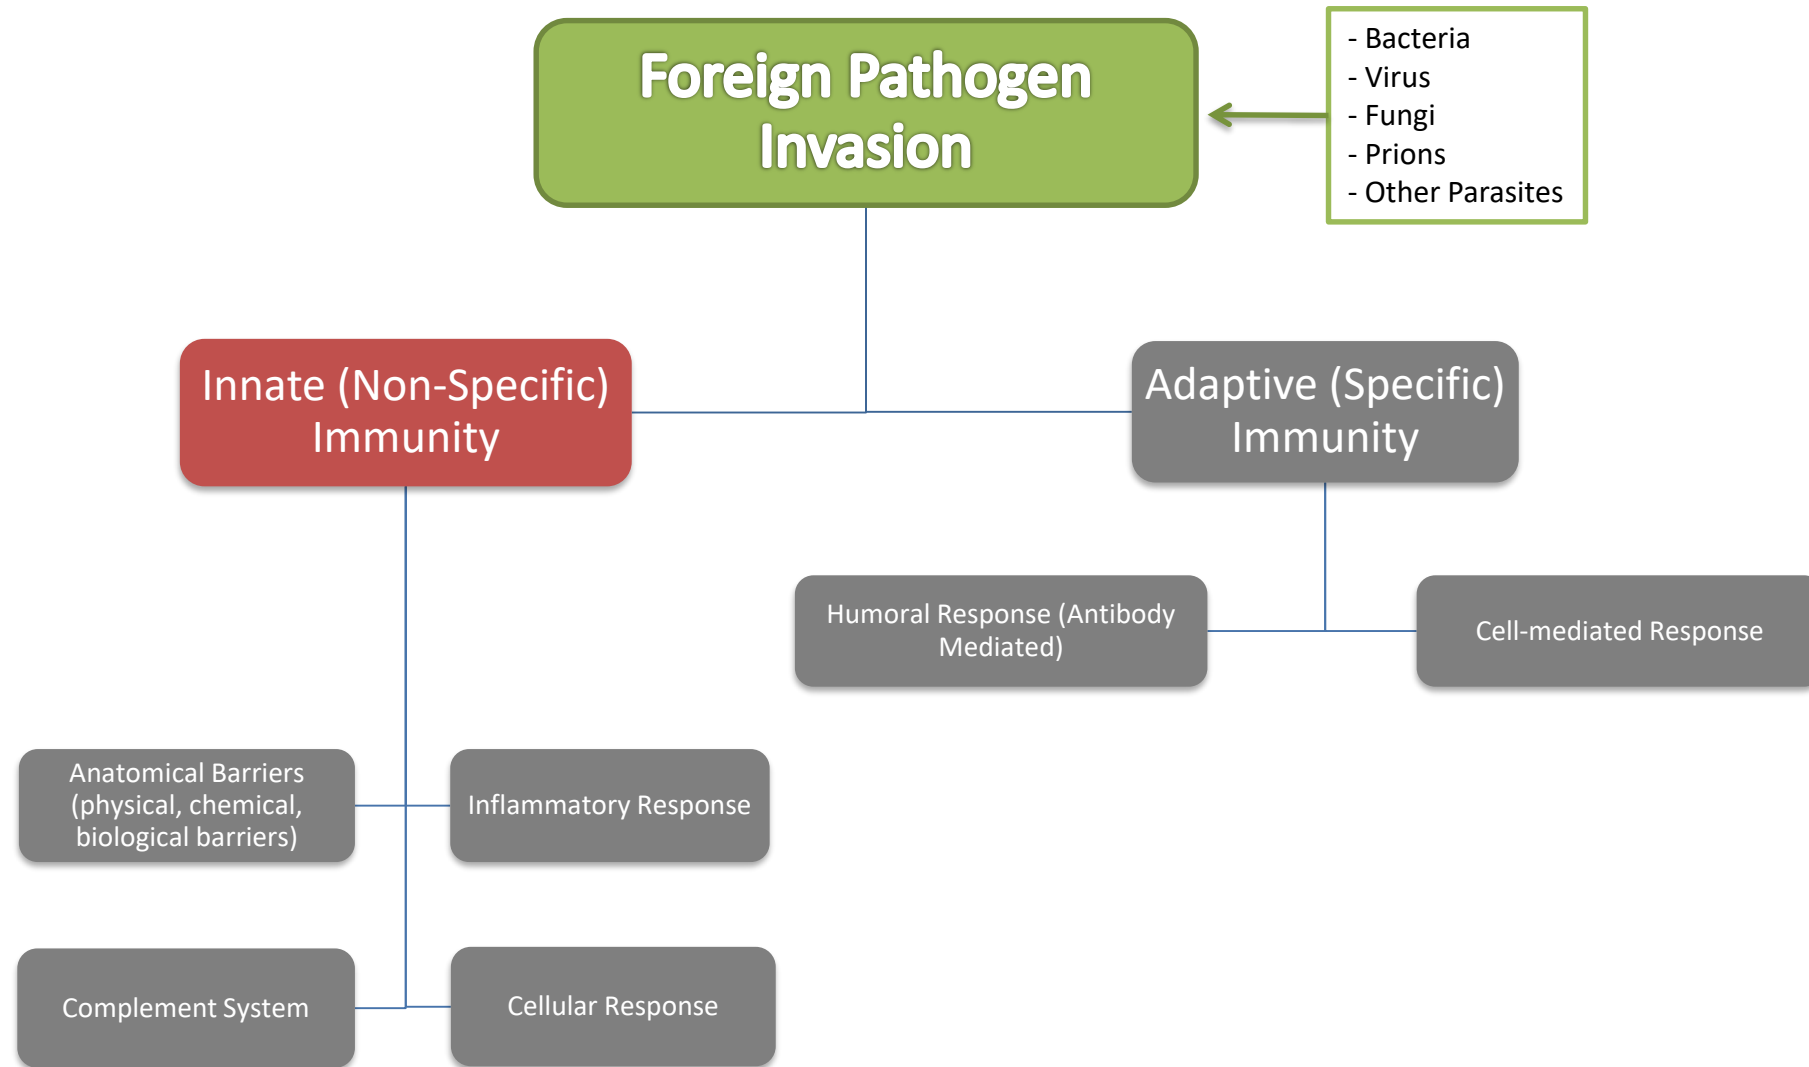 Foreign Pathogen
Invasion
- Bacteria
- Virus
- Fungi
- Prions
- Other Parasites
Innate (Non-Specific)
Immunity
Adaptive (Specific)
Immunity
Humoral Response (Antibody
Mediated)
Cell-mediated Response
Anatomical Barriers
(physical, chemical,
biological barriers)
Inflammatory Response
Complement System
Cellular Response